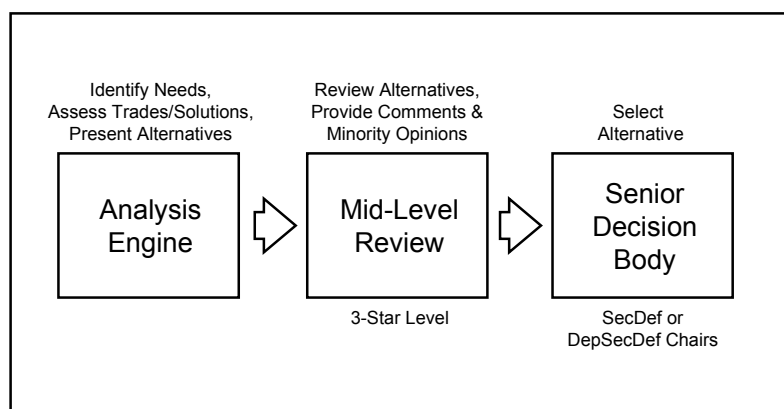 Identify Needs,
Assess Trades/Solutions,
Present Alternatives
Analysis
Engine
Review Alternatives,
Provide Comments &
Minority Opinions
Mid-Level
Review
3-Star Level
Select
Alternative
Senior
Decision
Body
SecDef or
DepSecDef Chairs